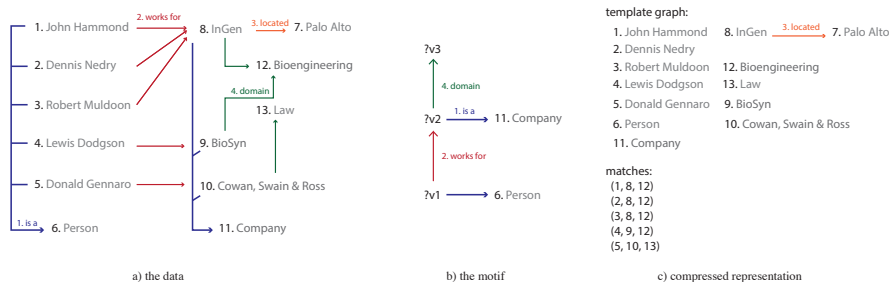 1. John Hammond
2. works for
8. InGen
3. located
7. Palo Alto
2. Dennis Nedry
12. Bioengineering
3. Robert Muldoon
4. domain
13. Law
4. Lewis Dodgson
9. BioSyn
5. Donald Gennaro
10. Cowan, Swain & Ross
1. is a
6. Person
11. Company
a) the data
?v3
4. domain
?v2
1. is a
11. Company
2. works for
?v1
6. Person
b) the motif
template graph:
1. John Hammond
8. InGen
3. located
7. Palo Alto
2. Dennis Nedry
3. Robert Muldoon
12. Bioengineering
4. Lewis Dodgson
13. Law
5. Donald Gennaro
9. BioSyn
6. Person
10. Cowan, Swain & Ross
11. Company
matches:
(1, 8, 12)
(2, 8, 12)
(3, 8, 12)
(4, 9, 12)
(5, 10, 13)
c) compressed representation